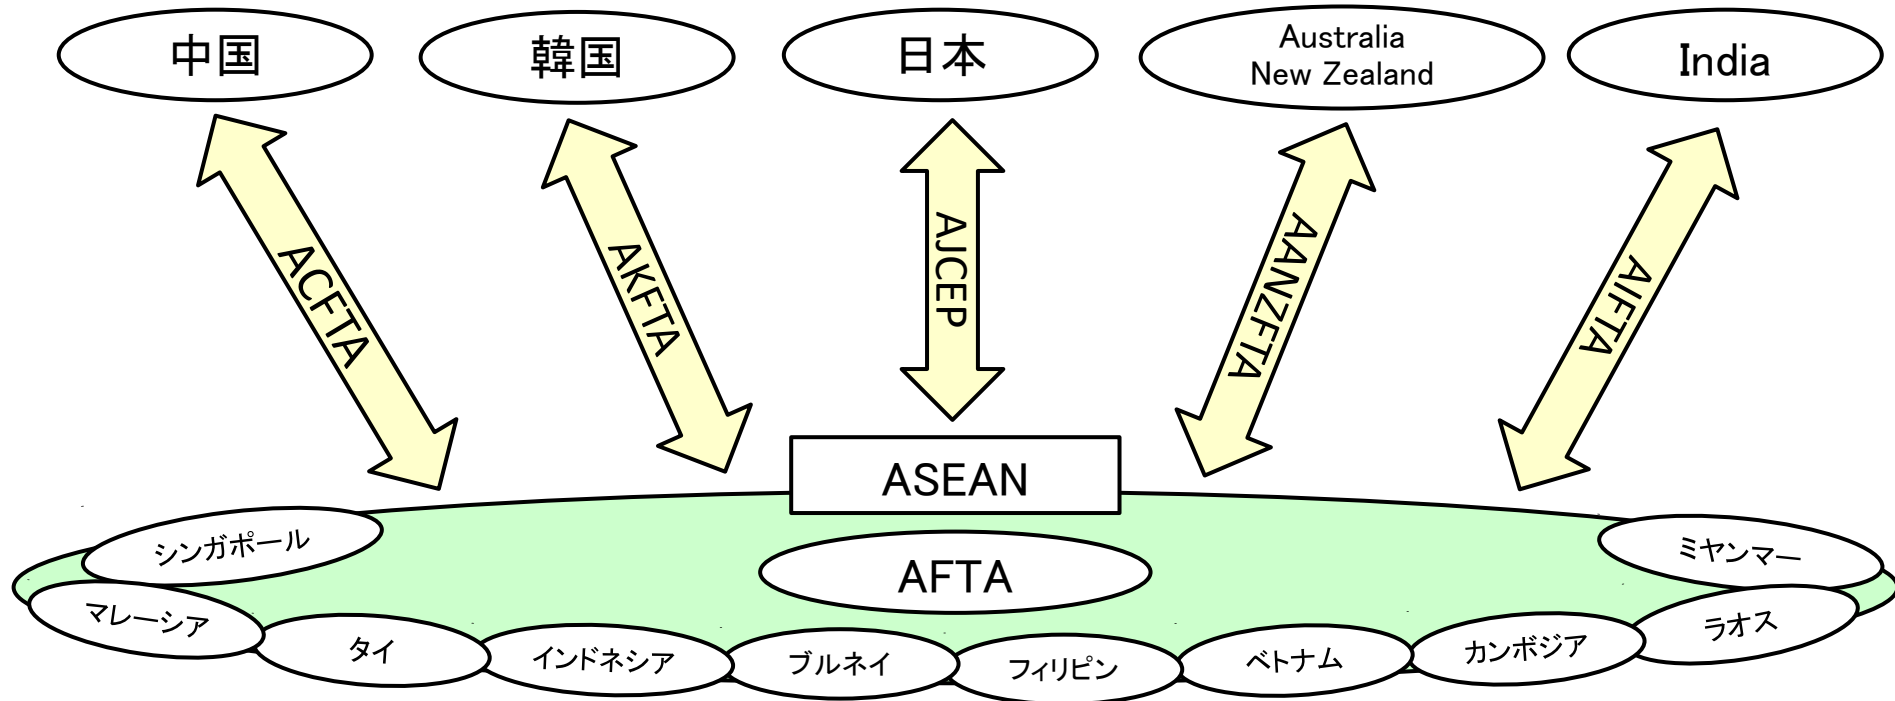 中国
韓国
日本
Australia
New Zealand
India
ACFTA
AKFTA
AJCEP
AANZFTA
AIFTA
ASEAN
AFTA
シンガポール
マレーシア
タイ
インドネシア
ブルネイ
フィリピン
ベトナム
カンボジア
ラオス
ミャンマー